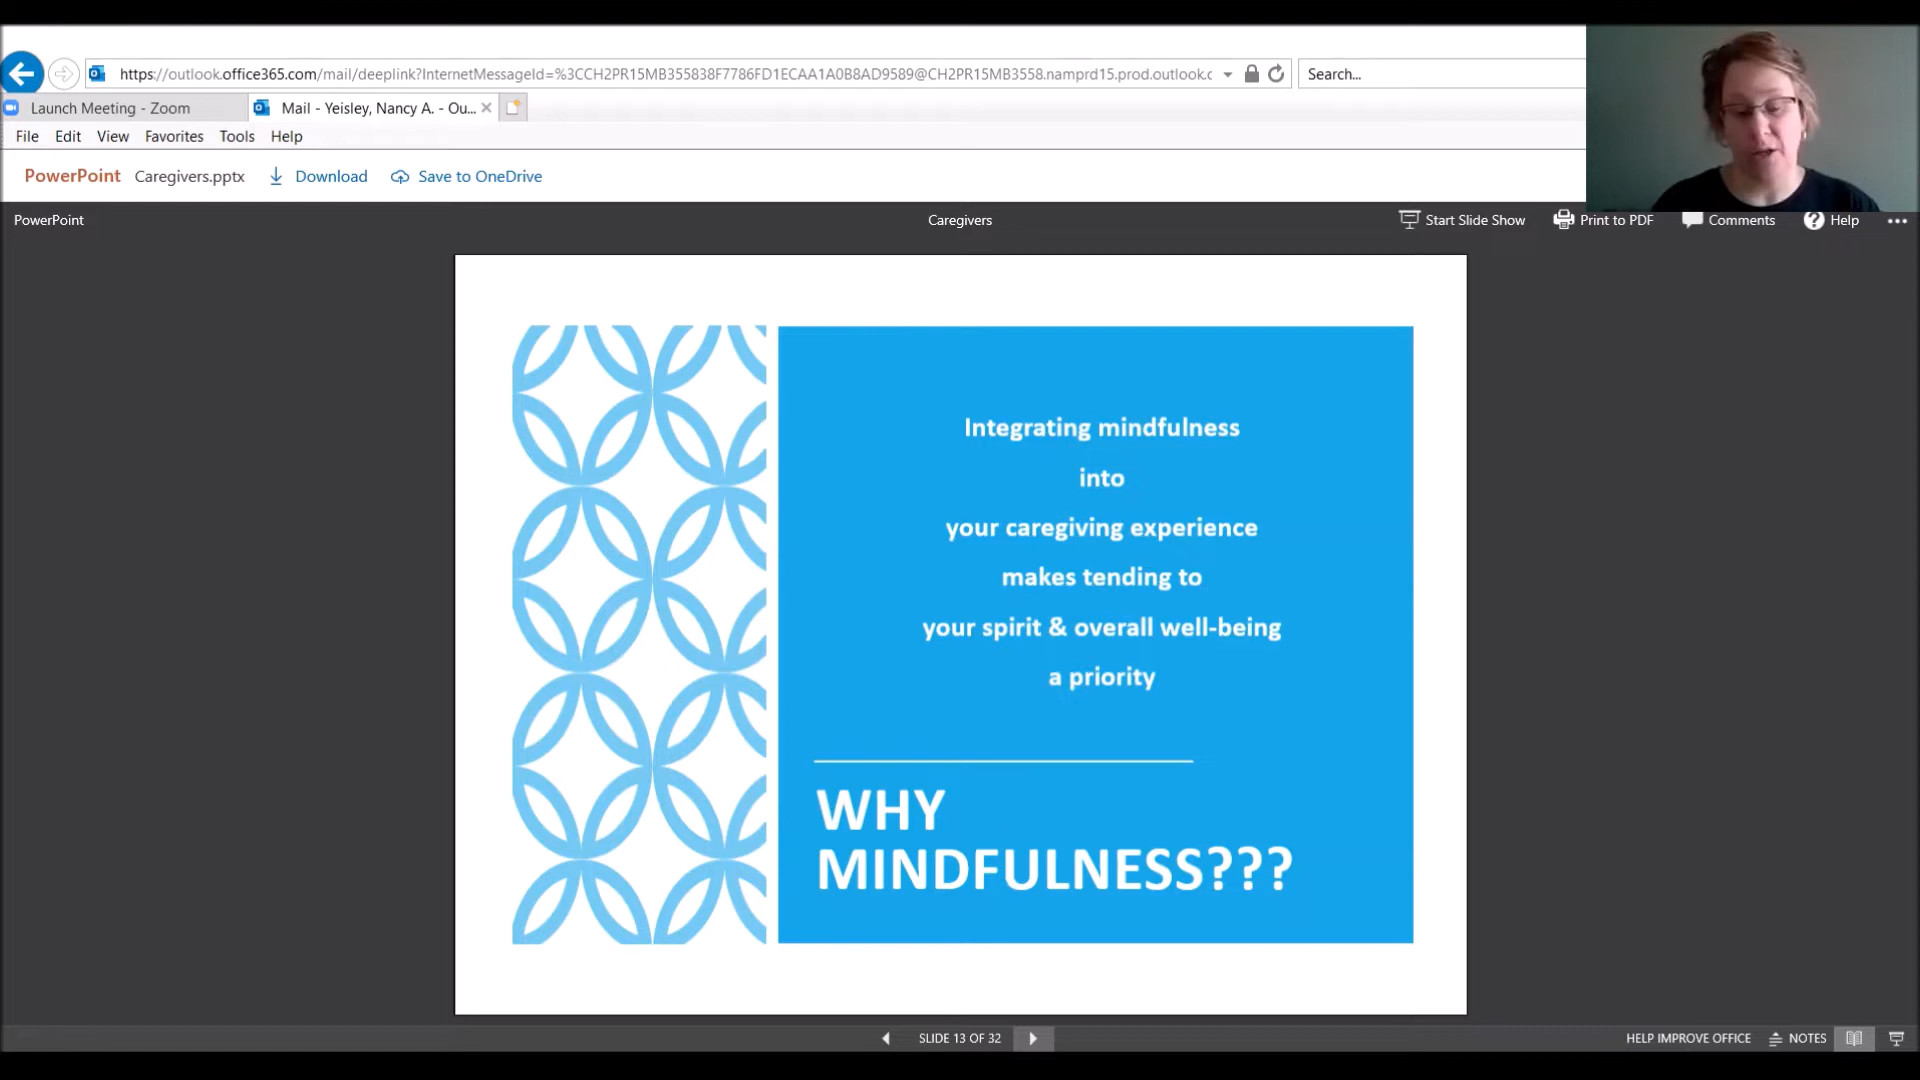 https://outlook.office365.com/mail/deeplink?InternetMessageId=%3CCH2PR15MB355838F7786FD1ECAA1A0B8AD9589@CH2PR15MB3558.namprd15.prod.outlook.c
Search...
Launch Meeting - Zoom
Mail - Yeisley, Nancy A. - Ou...
File Edit View Favorites Tools Help
PowerPoint Caregivers.pptx Download Save to OneDrive
PowerPoint
Caregivers
Start Slide Show
Print to PDF
Comments
Help
Integrating mindfulness
into
your caregiving experience
makes tending to
your spirit & overall well-being
a priority
WHY
MINDFULNESS???
SLIDE 13 OF 32
HELP IMPROVE OFFICE
NOTES